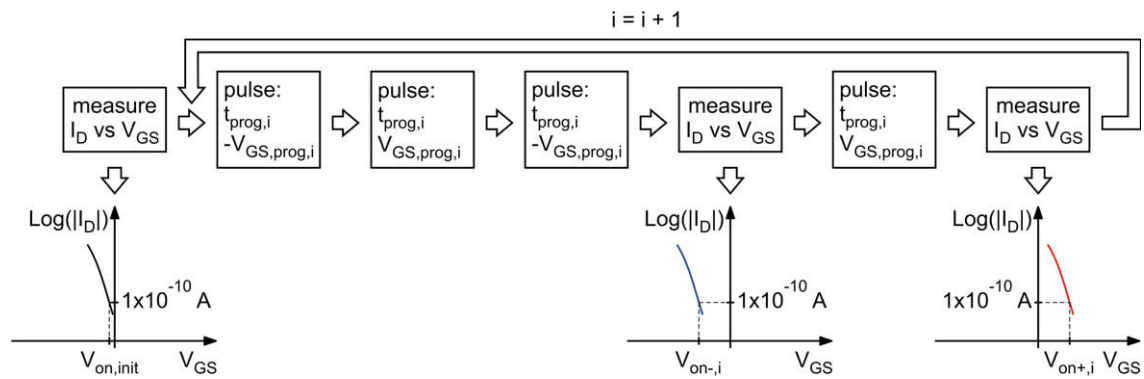 i = i + 1
measure
I_D vs V_GS
pulse:
t_prog,i
-V_GS,prog,i
pulse:
t_prog,i
V_GS,prog,i
pulse:
t_prog,i
-V_GS,prog,i
measure
I_D vs V_GS
pulse:
t_prog,i
V_GS,prog,i
measure
I_D vs V_GS
Log(|I_D|)
1x10^-10 A
V_on,init
V_GS
Log(|I_D|)
1x10^-10 A
V_on-,i
V_GS
Log(|I_D|)
1x10^-10 A
V_on+,i
V_GS